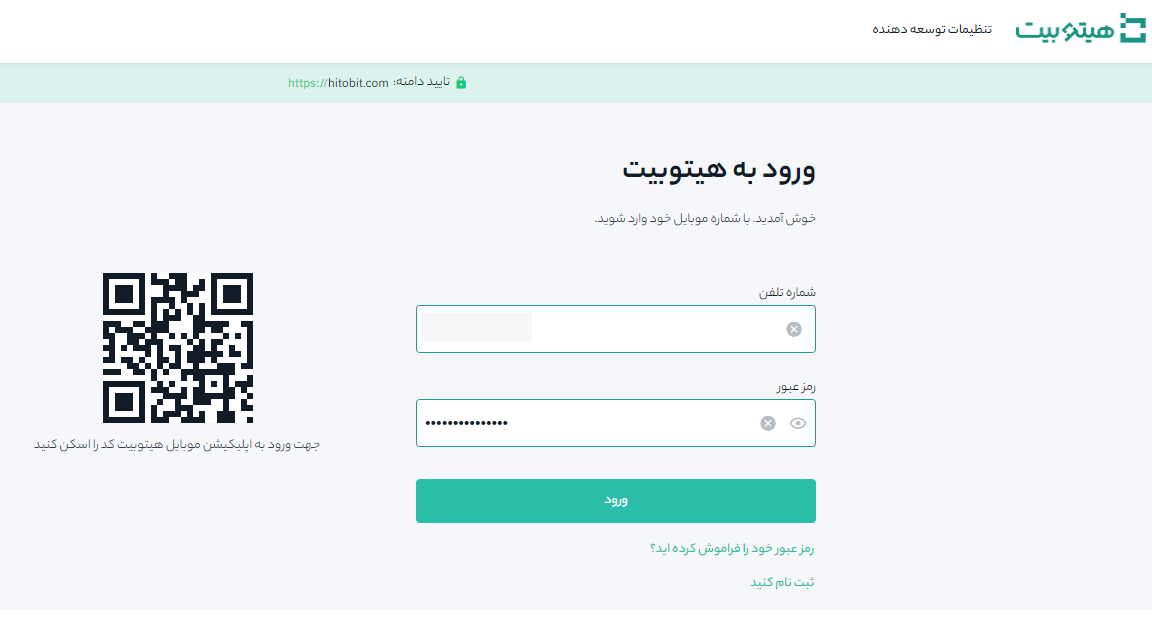 هیتوبیت
تنظیمات توسعه دهنده
تایید دامنه: https://hitobit.com
ورود به هیتوبیت
خوش آمدید. با شماره موبایل خود وارد شوید.
شماره تلفن
رمز عبور
•••••••••••••••
ورود
رمز عبور خود را فراموش کرده اید؟
ثبت نام کنید
جهت ورود به اپلیکیشن موبایل هیتوبیت کد را اسکن کنید